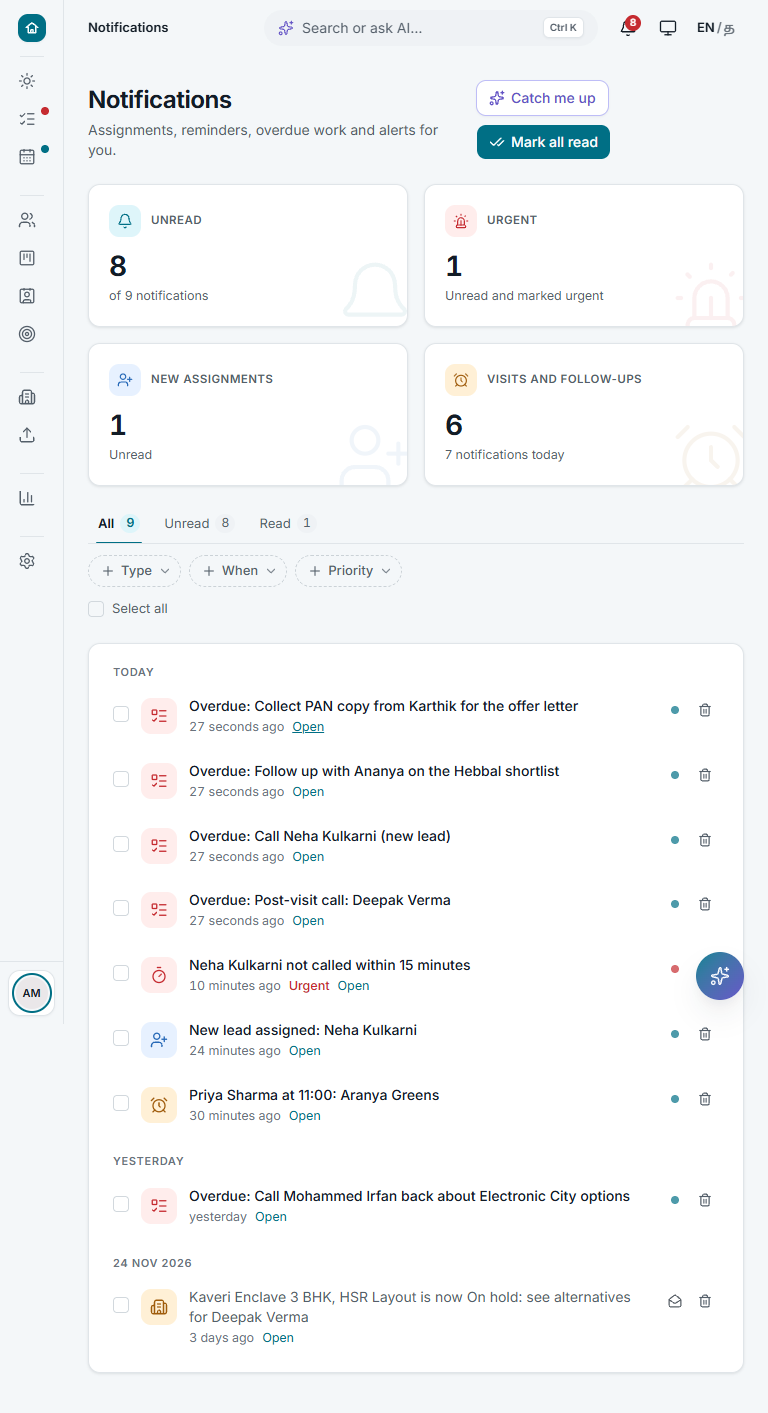 Notifications
Search or ask AI...
Ctrl K
8
EN / த
Notifications
Assignments, reminders, overdue work and alerts for
you.
Catch me up
Mark all read
UNREAD
8
of 9 notifications
URGENT
1
Unread and marked urgent
NEW ASSIGNMENTS
1
Unread
VISITS AND FOLLOW-UPS
6
7 notifications today
All 9
Unread 8
Read 1
Type
When
Priority
Select all
TODAY
Overdue: Collect PAN copy from Karthik for the offer letter
27 seconds ago Open
Overdue: Follow up with Ananya on the Hebbal shortlist
27 seconds ago Open
Overdue: Call Neha Kulkarni (new lead)
27 seconds ago Open
Overdue: Post-visit call: Deepak Verma
27 seconds ago Open
Neha Kulkarni not called within 15 minutes
10 minutes ago Urgent Open
AM
New lead assigned: Neha Kulkarni
24 minutes ago Open
Priya Sharma at 11:00: Aranya Greens
30 minutes ago Open
YESTERDAY
Overdue: Call Mohammed Irfan back about Electronic City options
yesterday Open
24 NOV 2026
Kaveri Enclave 3 BHK, HSR Layout is now On hold: see alternatives
for Deepak Verma
3 days ago Open